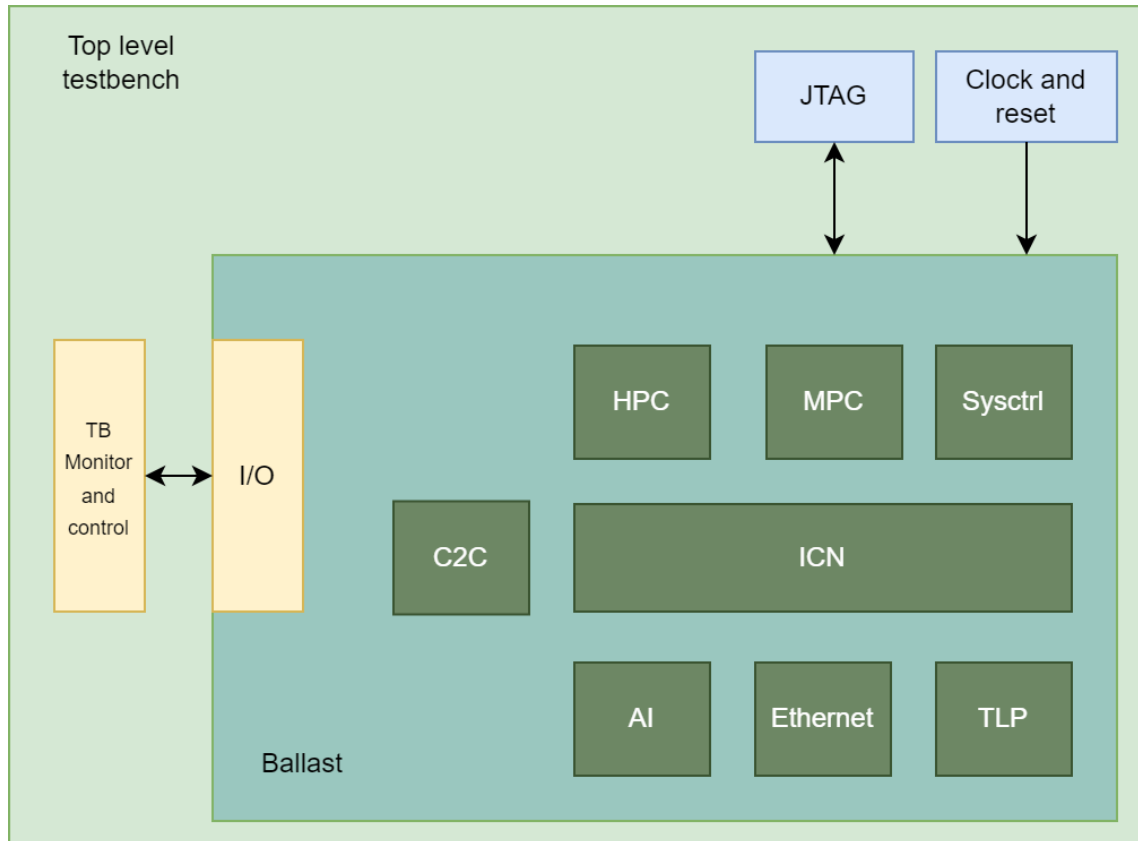 Top level
testbench
JTAG
Clock and
reset
TB
Monitor
and
control
I/O
HPC
MPC
Sysctrl
C2C
ICN
AI
Ethernet
TLP
Ballast